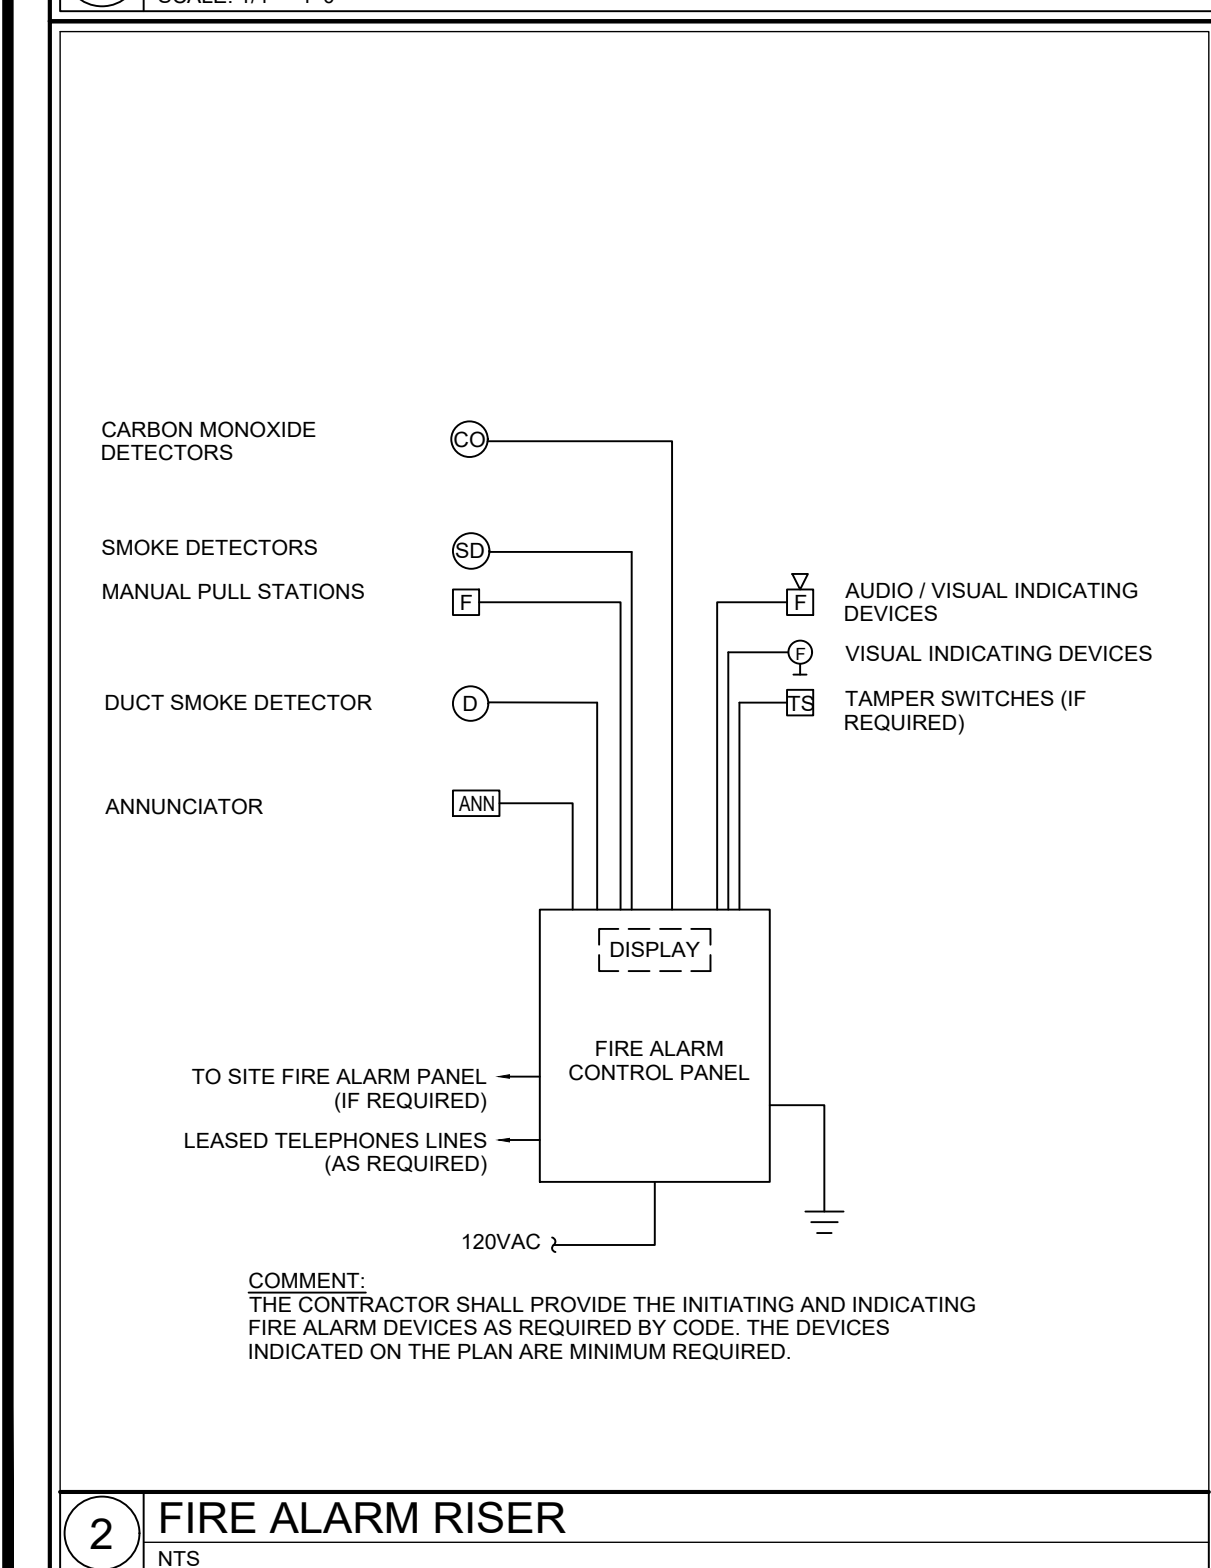 CARBON MONOXIDE
DETECTORS
CO
SMOKE DETECTORS
SD
MANUAL PULL STATIONS
F
DUCT SMOKE DETECTOR
D
ANNUNCIATOR
ANN
F
AUDIO / VISUAL INDICATING
DEVICES
F
VISUAL INDICATING DEVICES
TS
TAMPER SWITCHES (IF
REQUIRED)
DISPLAY
FIRE ALARM
CONTROL PANEL
TO SITE FIRE ALARM PANEL
(IF REQUIRED)
LEASED TELEPHONES LINES
(AS REQUIRED)
120VAC
COMMENT:
THE CONTRACTOR SHALL PROVIDE THE INITIATING AND INDICATING
FIRE ALARM DEVICES AS REQUIRED BY CODE. THE DEVICES
INDICATED ON THE PLAN ARE MINIMUM REQUIRED.
2
FIRE ALARM RISER
NTS